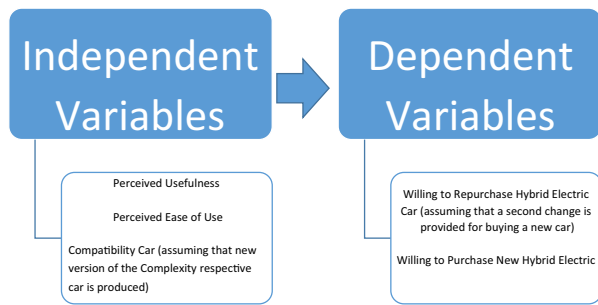 Independent
Variables
Dependent
Variables
Perceived Usefulness
Perceived Ease of Use
Compatibility Car (assuming that new
version of the Complexity respective
car is produced)
Willing to Repurchase Hybrid Electric
Car (assuming that a second change is
provided for buying a new car)
Willing to Purchase New Hybrid Electric